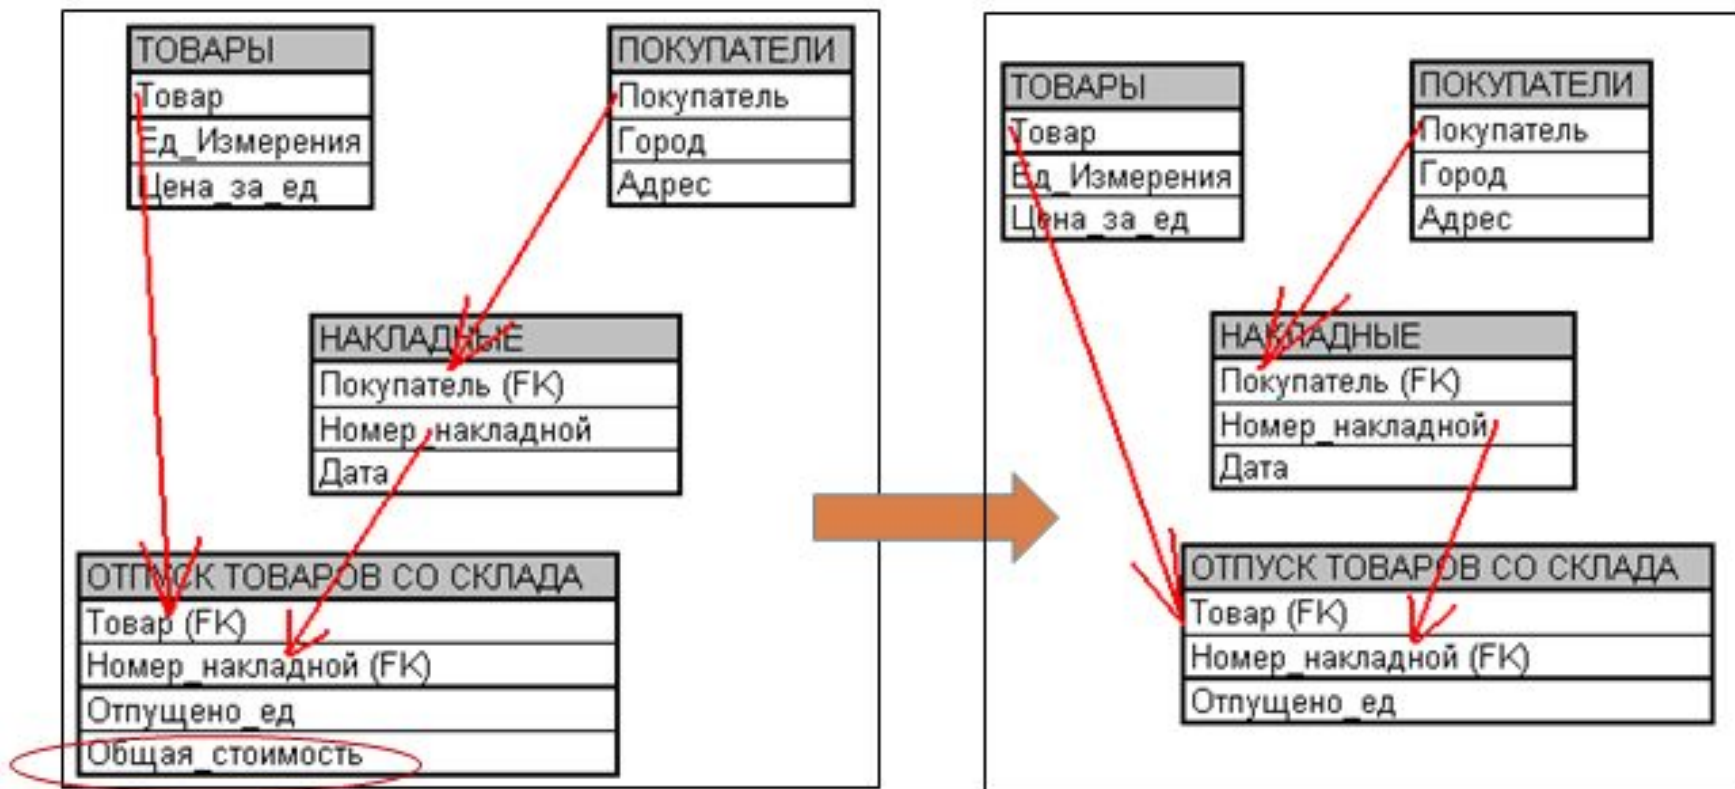 ТОВАРЫ
Товар
Ед_Измерения
Цена_за_ед
ПОКУПАТЕЛИ
Покупатель
Город
Адрес
НАКЛАДНЫЕ
Покупатель (FK)
Номер_накладной
Дата
ОТПУСК ТОВАРОВ СО СКЛАДА
Товар (FK)
Номер_накладной (FK)
Отпущено_ед
Общая_стоимость
ТОВАРЫ
Товар
Ед_Измерения
Цена_за_ед
ПОКУПАТЕЛИ
Покупатель
Город
Адрес
НАКЛАДНЫЕ
Покупатель (FK)
Номер_накладной
Дата
ОТПУСК ТОВАРОВ СО СКЛАДА
Товар (FK)
Номер_накладной (FK)
Отпущено_ед